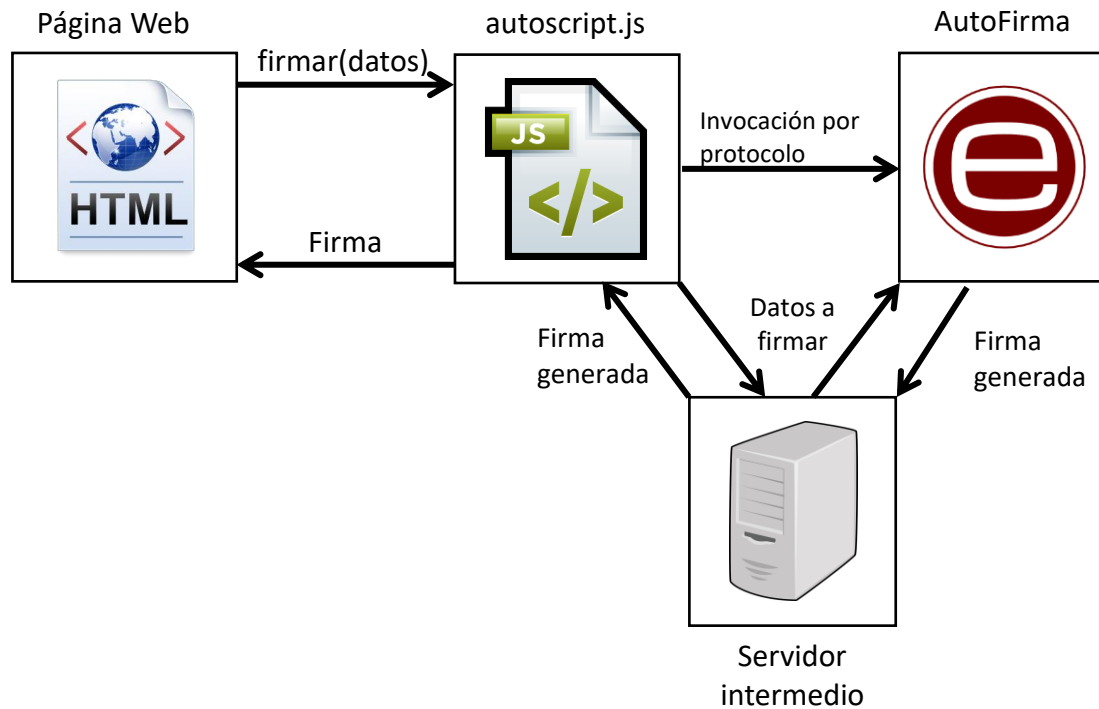 Página Web
autoscript.js
AutoFirma
firmar(datos)
JS
</>
Invocación por
protocolo
e
< >
HTML
Firma
Datos a
firmar
Firma
generada
Firma
generada
Servidor
intermedio